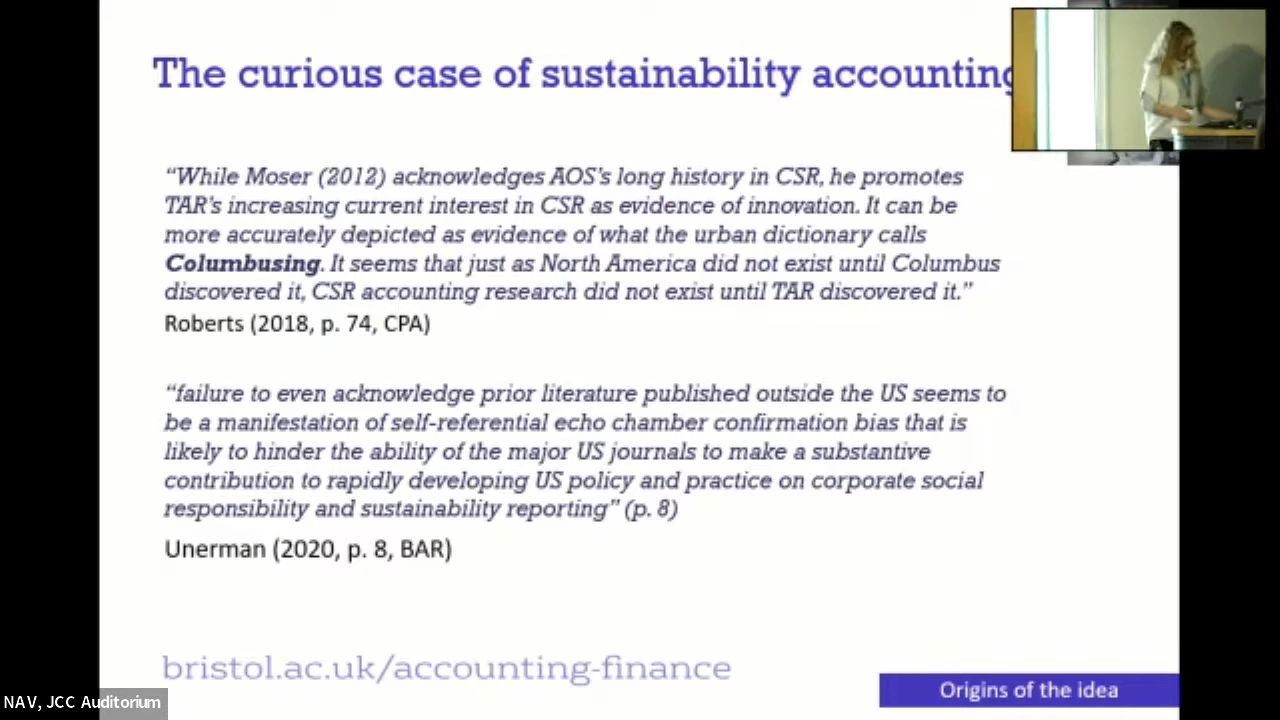 The curious case of sustainability accounting
“While Moser (2012) acknowledges AOS’s long history in CSR, he promotes
TAR’s increasing current interest in CSR as evidence of innovation. It can be
more accurately depicted as evidence of what the urban dictionary calls
Columbusing. It seems that just as North America did not exist until Columbus
discovered it, CSR accounting research did not exist until TAR discovered it.”
Roberts (2018, p. 74, CPA)
“failure to even acknowledge prior literature published outside the US seems to
be a manifestation of self-referential echo chamber confirmation bias that is
likely to hinder the ability of the major US journals to make a substantive
contribution to rapidly developing US policy and practice on corporate social
responsibility and sustainability reporting” (p. 8)
Unerman (2020, p. 8, BAR)
bristol.ac.uk/accounting-finance
Origins of the idea
NAV, JCC Auditorium